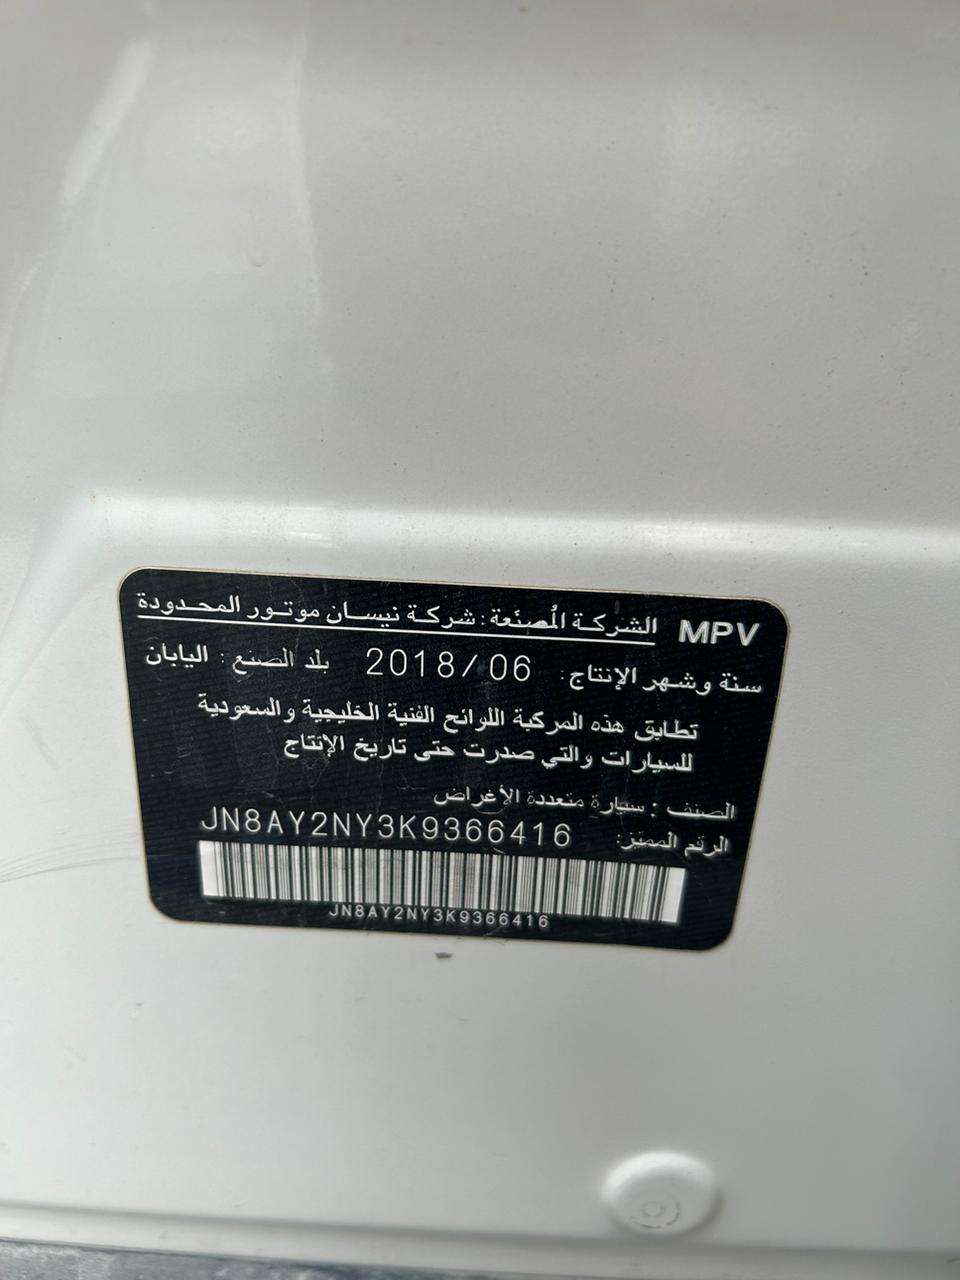 MPV الشركة المُصنَعة : شركة نيسان موتور المحدودة
سنة وشهر الإنتاج: 2018/06 بلد الصنع : اليابان
تطابق هذه المركبة اللوائح الفنية الخليجية والسعودية
للسيارات والتي صدرت حتى تاريخ الإنتاج
الصنف : سيارة متعددة الأغراض
الرقم المميّز: JN8AY2NY3K9366416
JN8AY2NY3K9366416